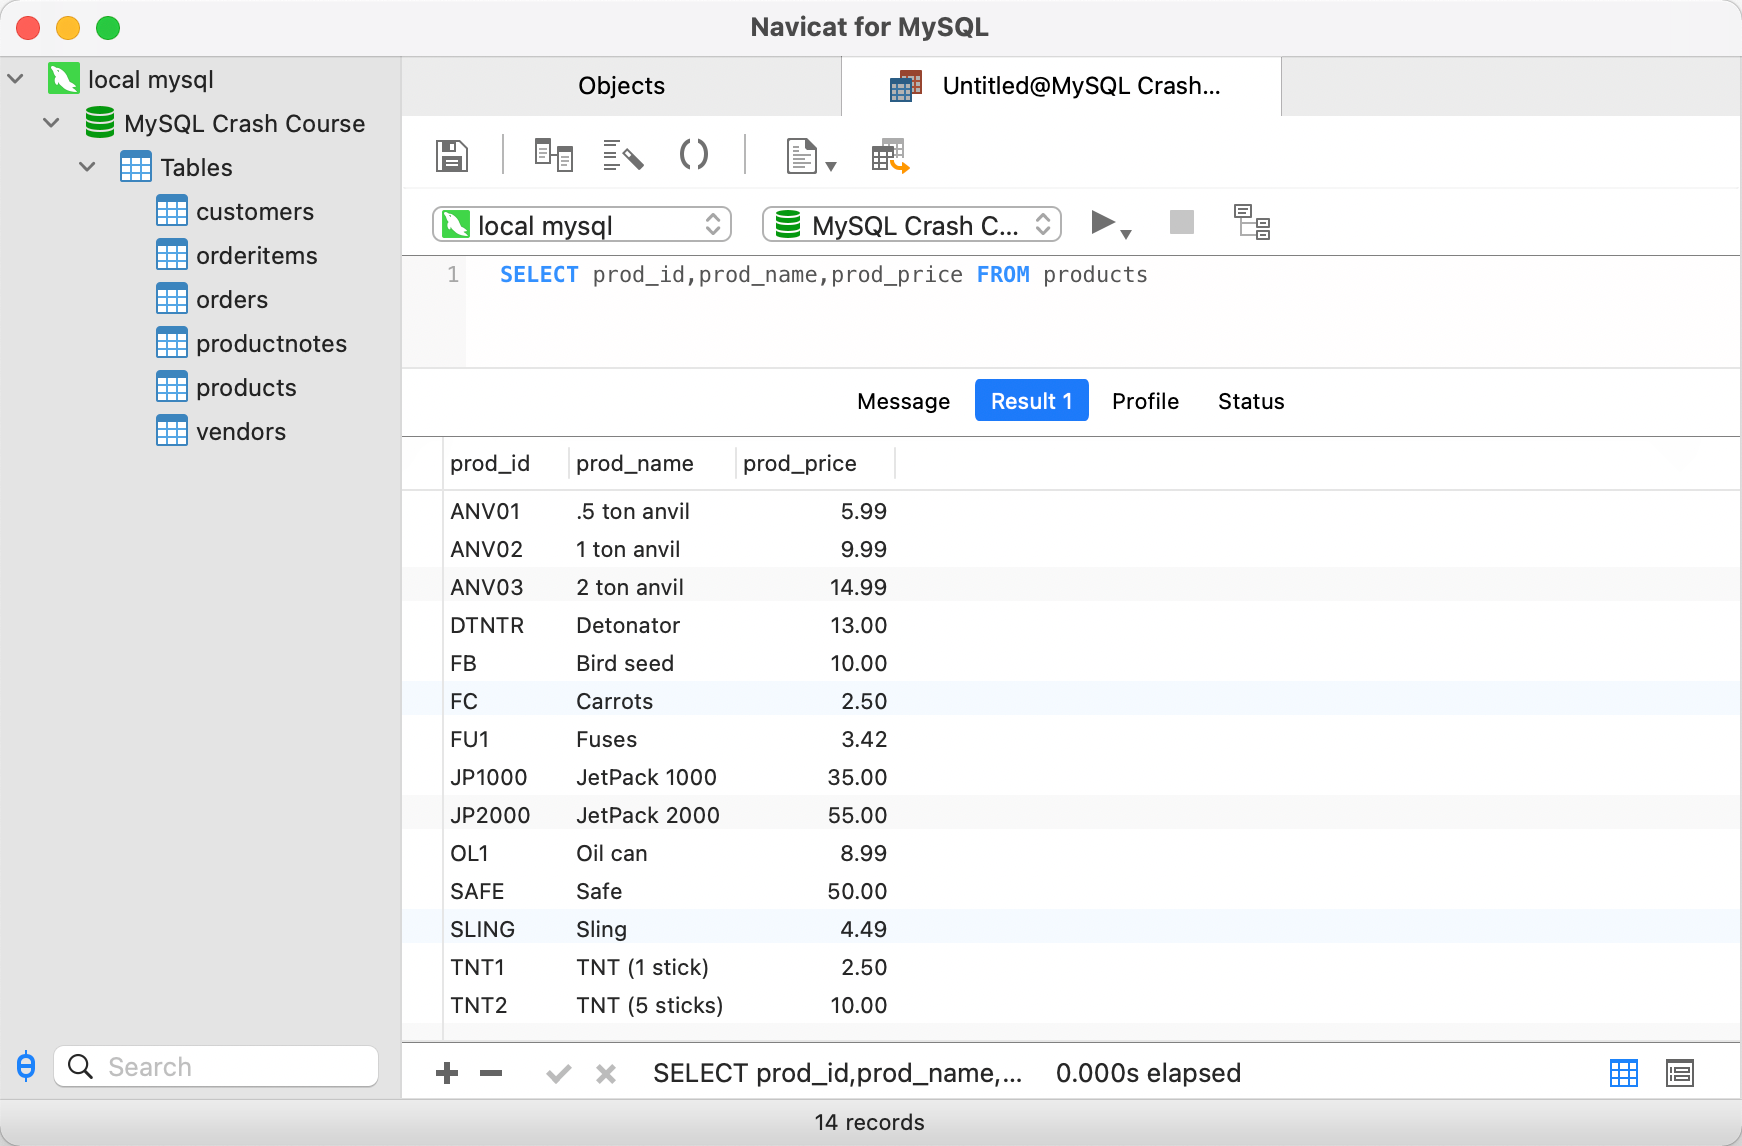 Navicat for MySQL
local mysql
MySQL Crash Course
Tables
customers
orderitems
orders
productnotes
products
vendors
Search
Objects
Untitled@MySQL Crash...
local mysql
MySQL Crash C...
1 SELECT prod_id,prod_name,prod_price FROM products
Message Result 1 Profile Status
prod_id prod_name prod_price
ANV01 .5 ton anvil 5.99
ANV02 1 ton anvil 9.99
ANV03 2 ton anvil 14.99
DTNTR Detonator 13.00
FB Bird seed 10.00
FC Carrots 2.50
FU1 Fuses 3.42
JP1000 JetPack 1000 35.00
JP2000 JetPack 2000 55.00
OL1 Oil can 8.99
SAFE Safe 50.00
SLING Sling 4.49
TNT1 TNT (1 stick) 2.50
TNT2 TNT (5 sticks) 10.00
SELECT prod_id,prod_name,... 0.000s elapsed
14 records